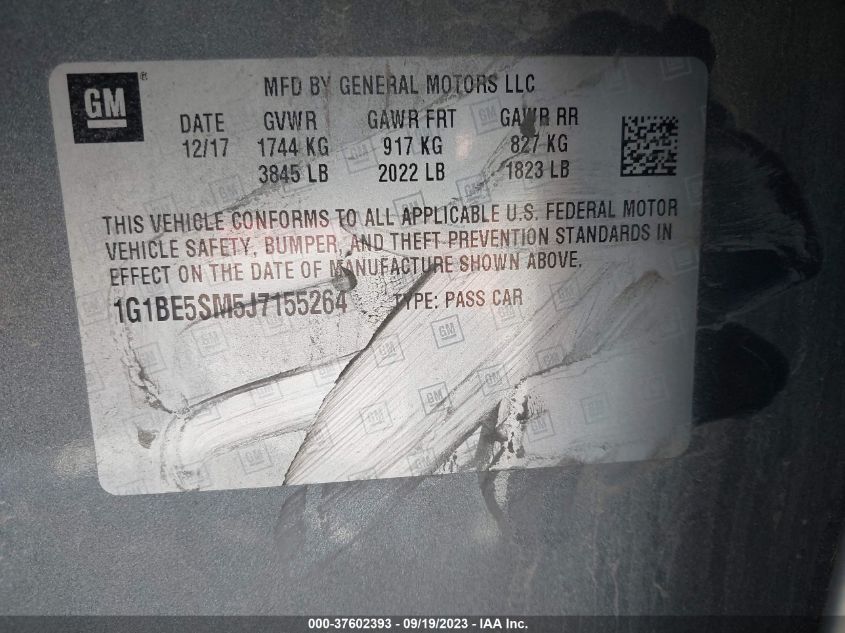 GM®
MFD BY GENERAL MOTORS LLC
DATE GVWR GAWR FRT GAWR RR
12/17 1744 KG 917 KG 827 KG
3845 LB 2022 LB 1823 LB
THIS VEHICLE CONFORMS TO ALL APPLICABLE U.S. FEDERAL MOTOR
VEHICLE SAFETY, BUMPER, AND THEFT PREVENTION STANDARDS IN
EFFECT ON THE DATE OF MANUFACTURE SHOWN ABOVE.
1G1BE5SM5J7155264 TYPE: PASS CAR
000-37602393 - 09/19/2023 - IAA Inc.